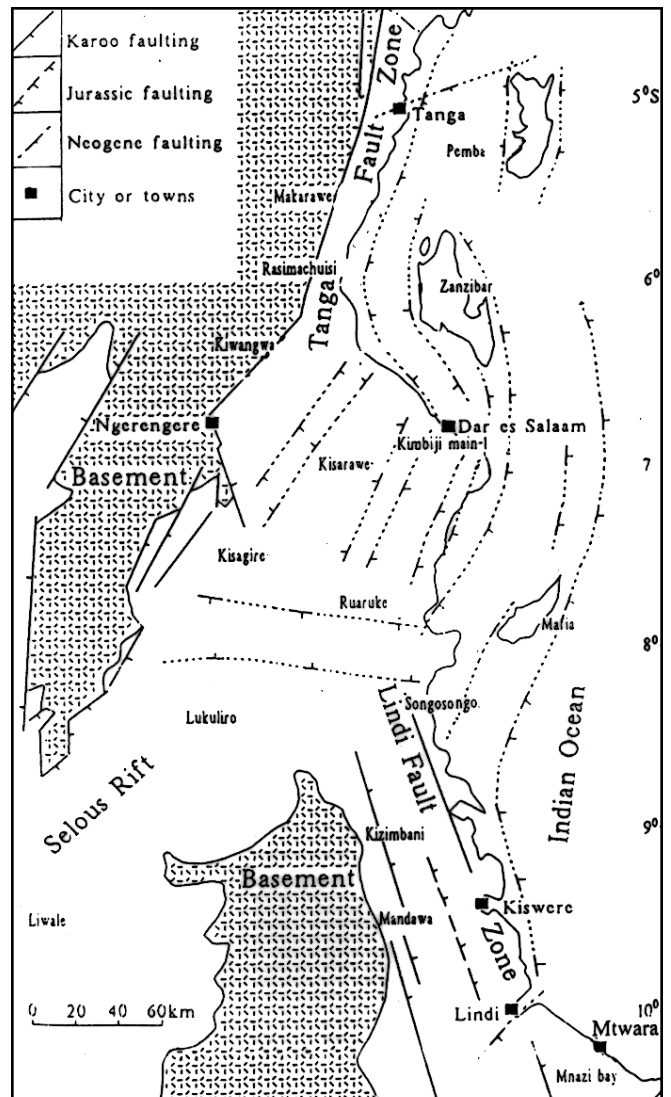 Karoo faulting
Jurassic faulting
Neogene faulting
City or towns
Tanga Fault Zone
5°S
Tanga
Pemba
Makarawe
Rasimachuisi
Zanzibar
6°
Kiwangwa
Ngerengere
Dar es Salaam
Kimbiji main-1
Kisarawe
7
Basement
Kisagire
Ruaruke
Mafia
8°
Songosongo
Lukuliro
Lindi Fault Zone
Indian Ocean
Selous Rift
Kizimbani
9°
Basement
Kiswere
Liwale
Mandawa
0 20 40 60km
Lindi
10°
Mtwara
Mnazi bay